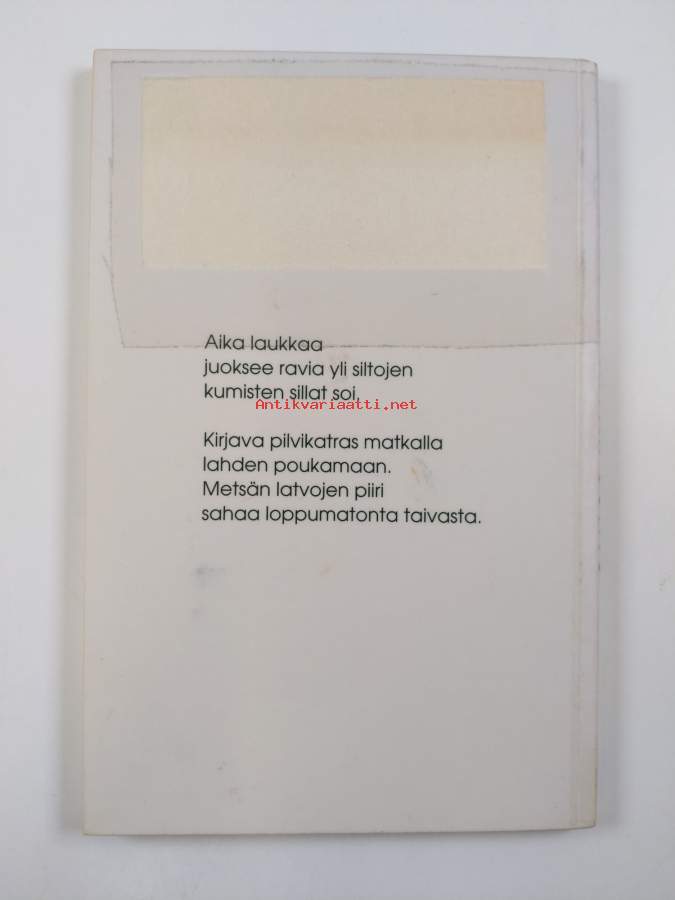 Aika laukkaa
juoksee ravia yli siltojen
kumisten sillat soi.
Antikvariaatti.net
Kirjava pilvikatras matkalla
lahden poukamaan.
Metsän latvojen piiri
sahaa loppumatonta taivasta.